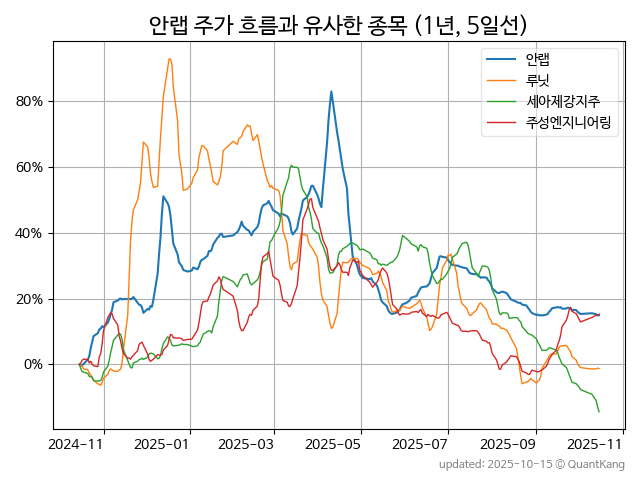 안랩 주가 흐름과 유사한 종목 (1년, 5일선)
안랩
루닛
세아제강지주
주성엔지니어링
80%
60%
40%
20%
0%
2024-11 2025-01 2025-03 2025-05 2025-07 2025-09 2025-11
updated: 2025-10-15 © QuantKang